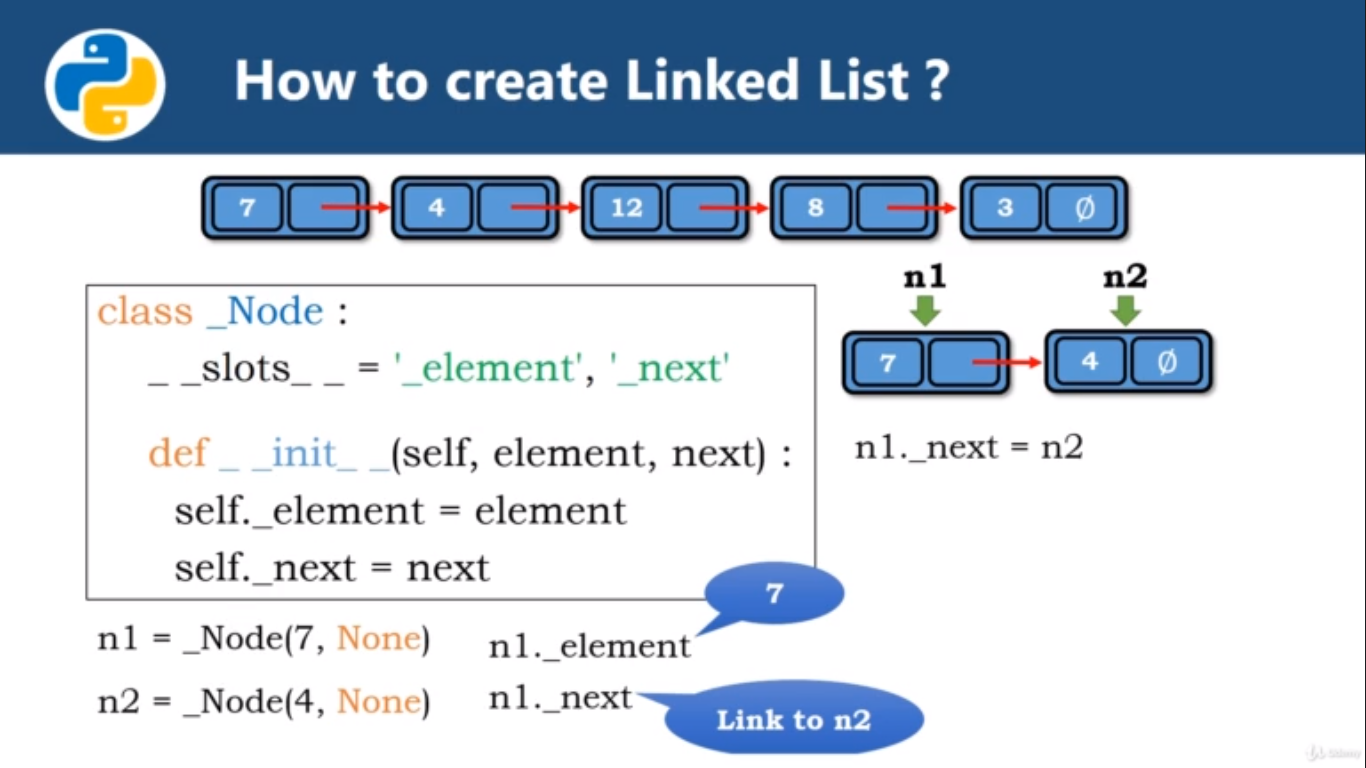 How to create Linked List ?
7 4 12 8 3 Ø
n1 n2
class _Node :
_ _slots_ _ = '_element', '_next'
7 4 Ø
def _ _init_ _(self, element, next) :
n1._next = n2
self._element = element
self._next = next
7
n1 = _Node(7, None) n1._element
n2 = _Node(4, None) n1._next
Link to n2
Udemy